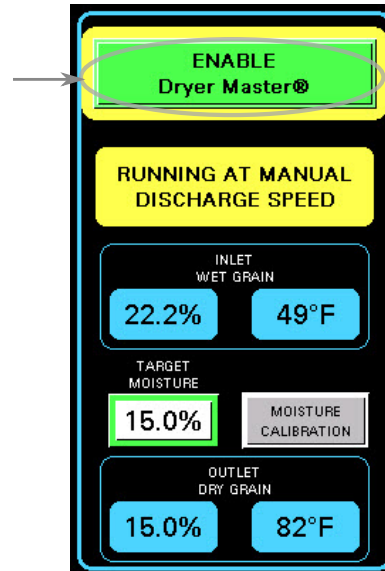 ENABLE
Dryer Master®
RUNNING AT MANUAL
DISCHARGE SPEED
INLET
WET GRAIN
22.2% 49°F
TARGET
MOISTURE
15.0% MOISTURE
CALIBRATION
OUTLET
DRY GRAIN
15.0% 82°F